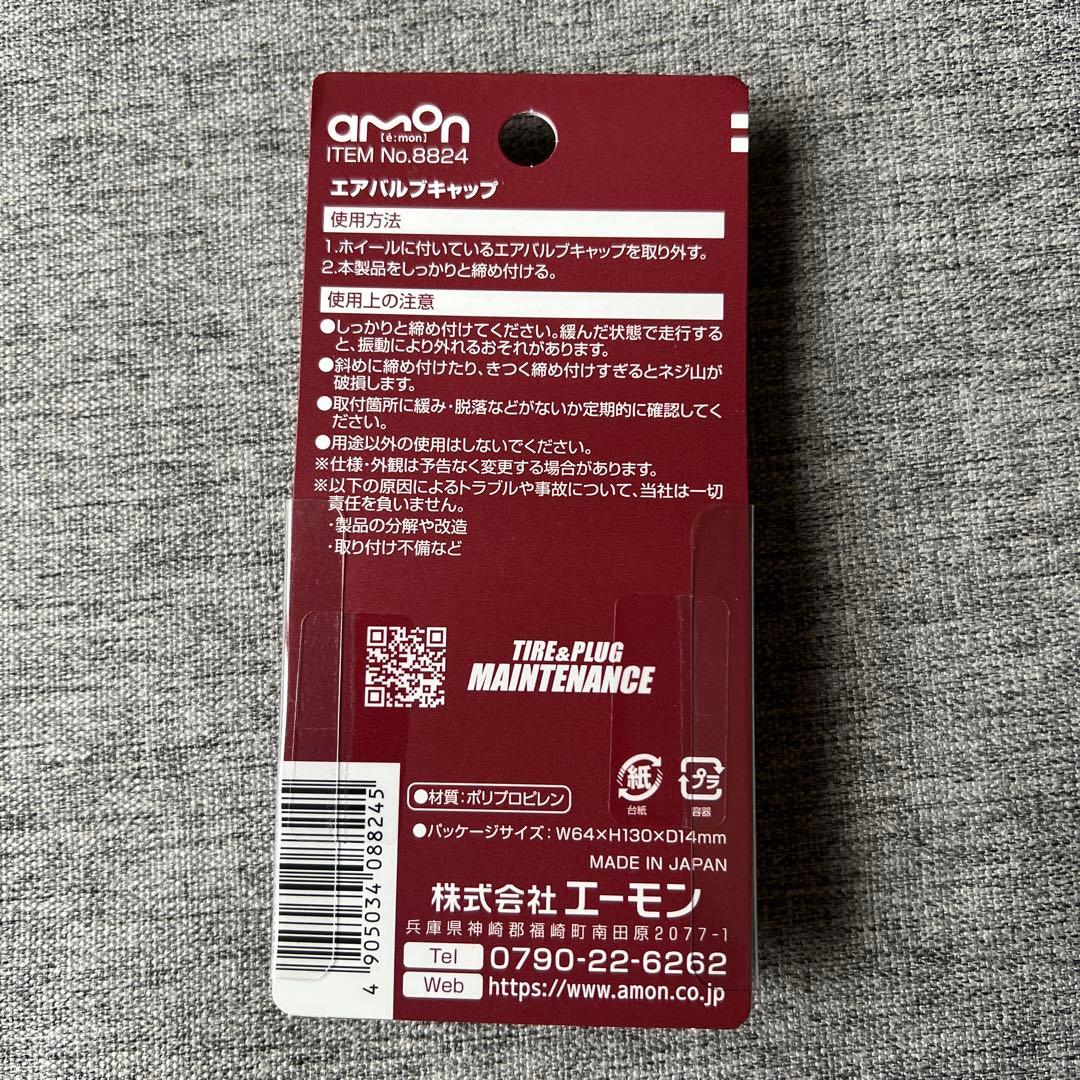 amon
[é:mon]
ITEM No.8824
エアバルブキャップ
使用方法
1.ホイールに付いているエアバルブキャップを取り外す。
2.本製品をしっかりと締め付ける。
使用上の注意
●しっかりと締め付けてください。緩んだ状態で走行する
と、振動により外れるおそれがあります。
●斜めに締め付けたり、きつく締め付けすぎるとネジ山が
破損します。
●取付箇所に緩み・脱落などがないか定期的に確認してく
ださい。
●用途以外の使用はしないでください。
※仕様・外観は予告なく変更する場合があります。
※以下の原因によるトラブルや事故について、当社は一切
責任を負いません。
・製品の分解や改造
・取り付け不備など
TIRE&PLUG
MAINTENANCE
紙
台紙
プラ
容器
●材質:ポリプロピレン
●パッケージサイズ:W64×H130×D14mm
MADE IN JAPAN
株式会社 エーモン
兵庫県神崎郡福崎町南田原2077-1
Tel 0790-22-6262
Web https://www.amon.co.jp
4 905034 088245